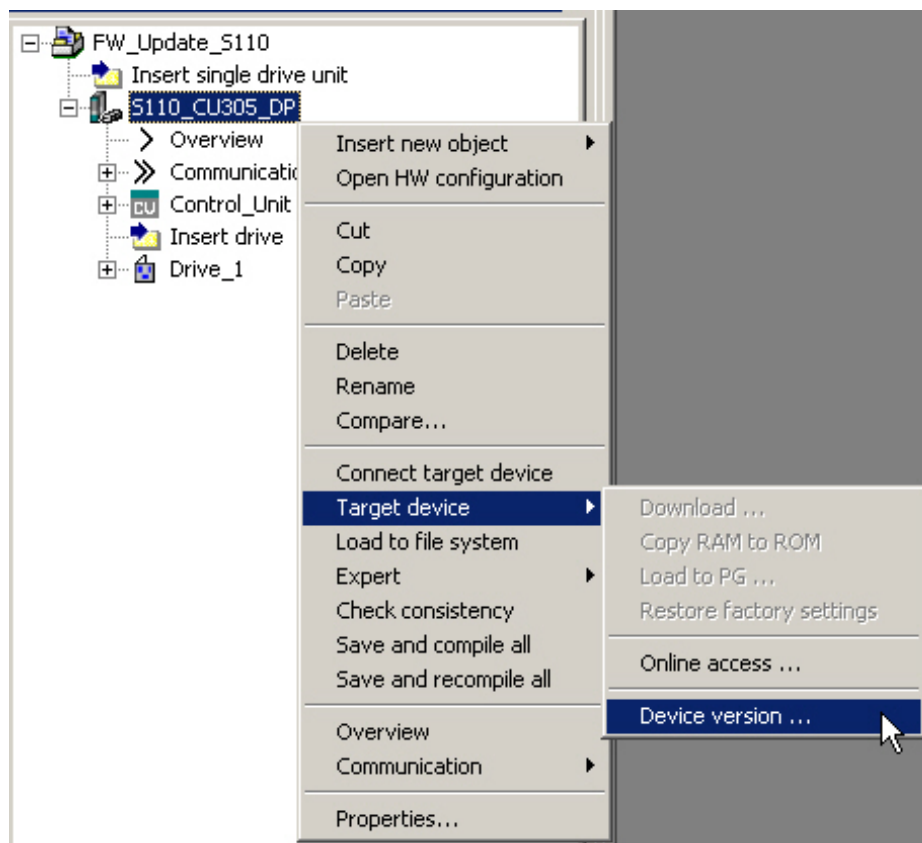 FW_Update_S110
Insert single drive unit
S110_CU305_DP
Overview
Communicatio
CU
Control_Unit
Insert drive
Drive_1
Insert new object
Open HW configuration
Cut
Copy
Paste
Delete
Rename
Compare...
Connect target device
Target device
Load to file system
Expert
Check consistency
Save and compile all
Save and recompile all
Overview
Communication
Properties...
Download ...
Copy RAM to ROM
Load to PG ...
Restore factory settings
Online access ...
Device version ...